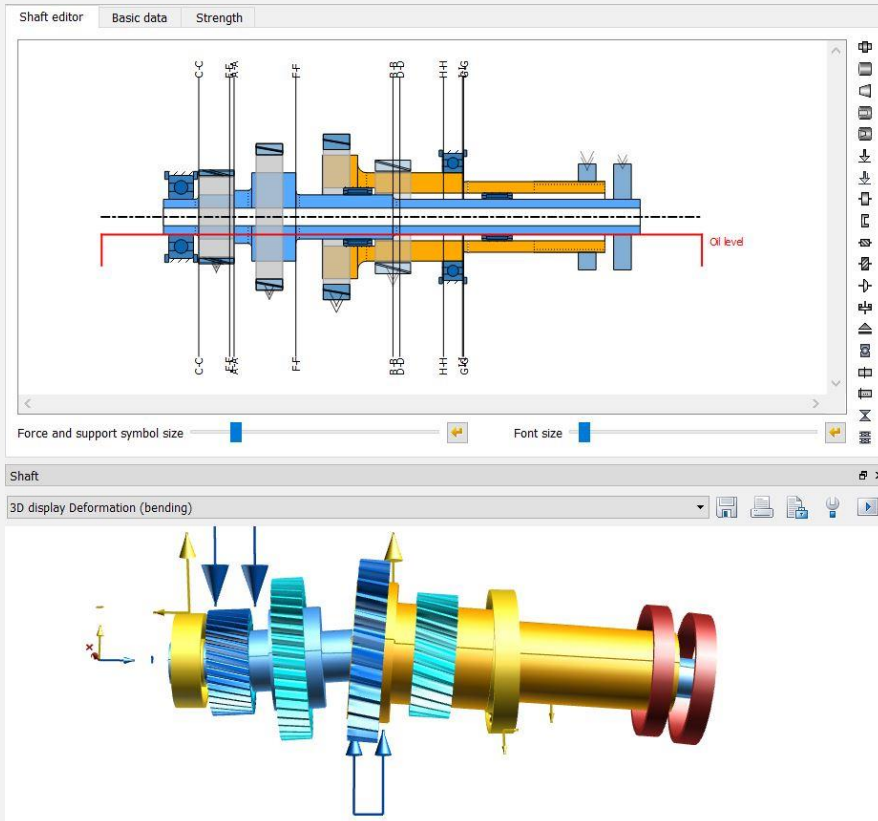 Shaft editor
Basic data
Strength
C-C
A-A
F-F
B-B
D-D
H-H
G-G
Oil level
C-C
A-A
F-F
B-B
D-D
H-H
G-G
Force and support symbol size
Font size
Shaft
3D display Deformation (bending)
x